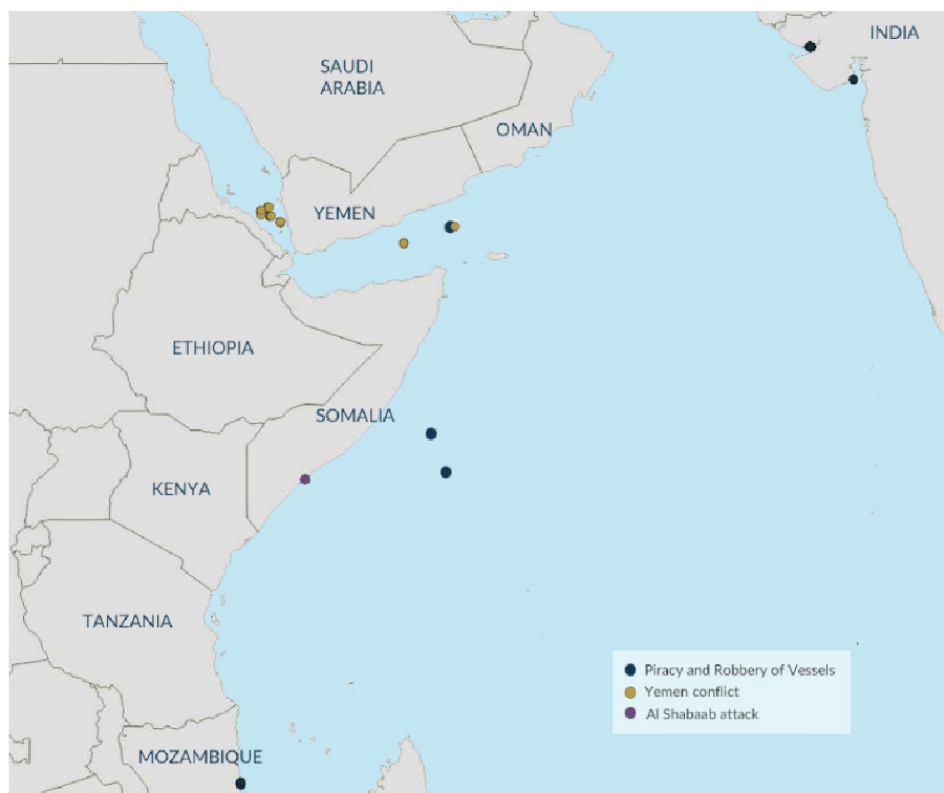 INDIA
SAUDI
ARABIA
OMAN
YEMEN
ETHIOPIA
SOMALIA
KENYA
TANZANIA
MOZAMBIQUE
Piracy and Robbery of Vessels
Yemen conflict
Al Shabaab attack